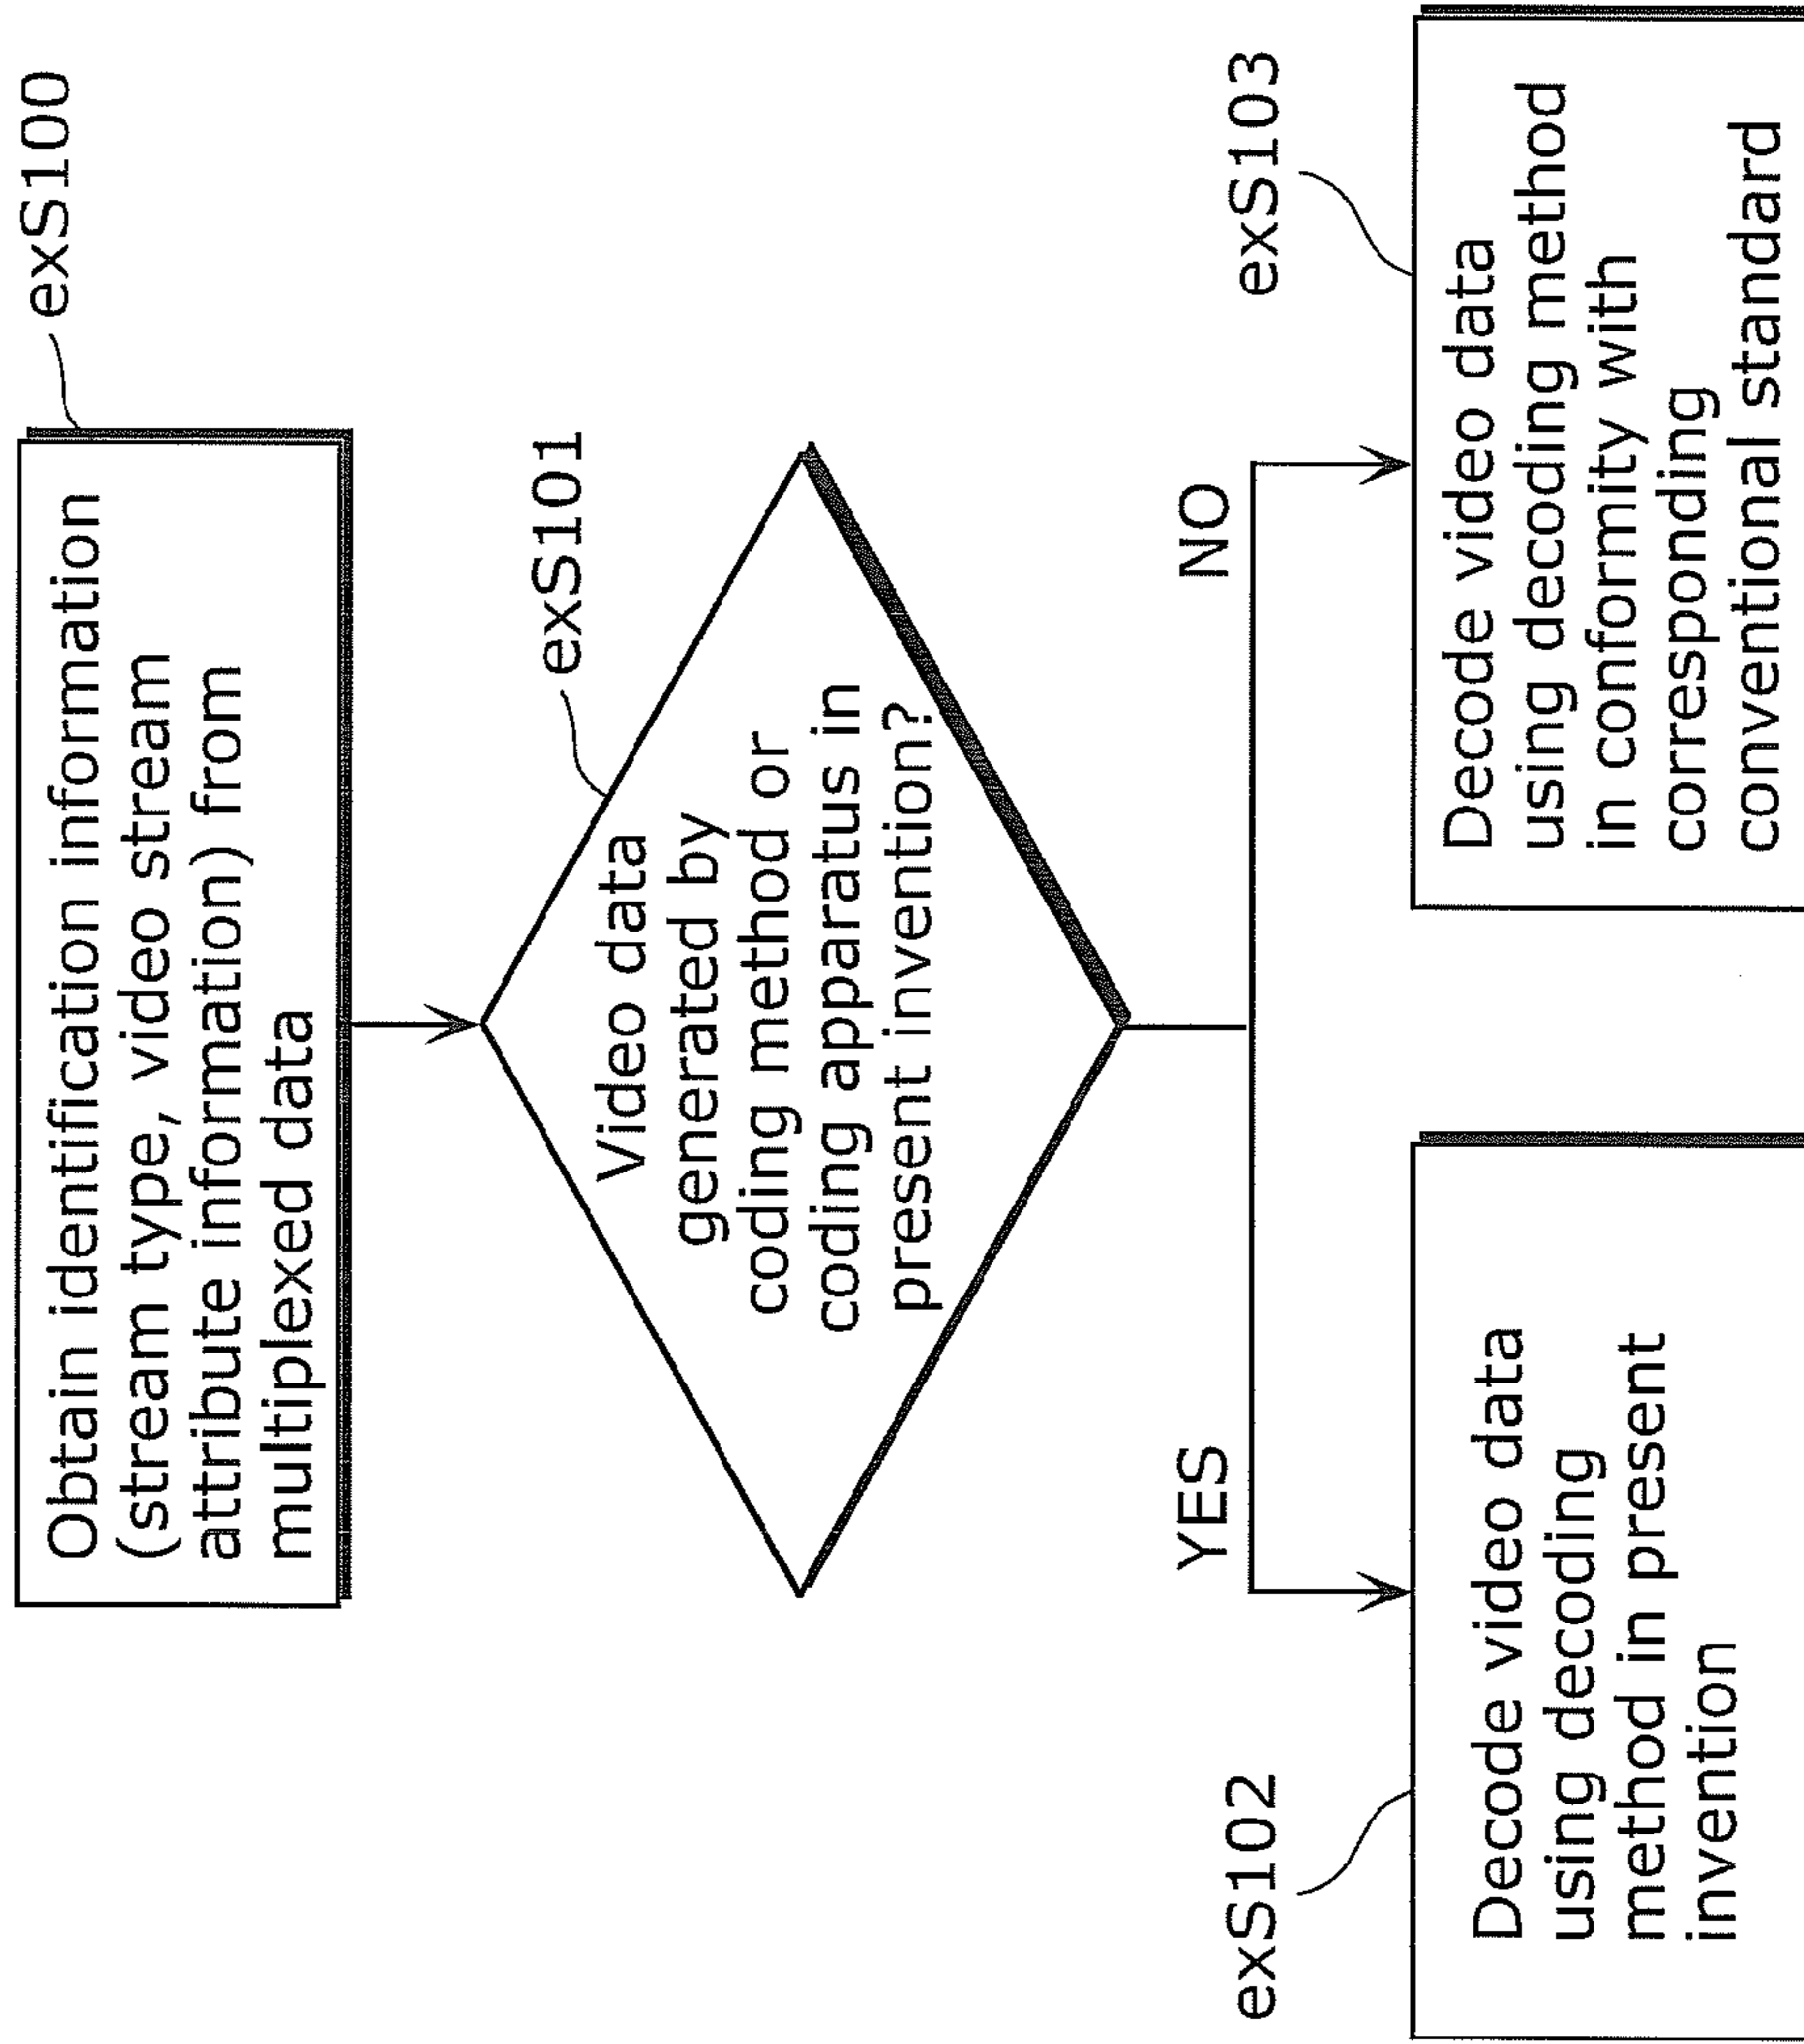 exS100
Obtain identification information
(stream type, video stream
attribute information) from
multiplexed data
exS101
Video data
generated by
coding method or
coding apparatus in
present invention?
YES
NO
exS102
Decode video data
using decoding
method in present
invention
exS103
Decode video data
using decoding method
in conformity with
corresponding
conventional standard